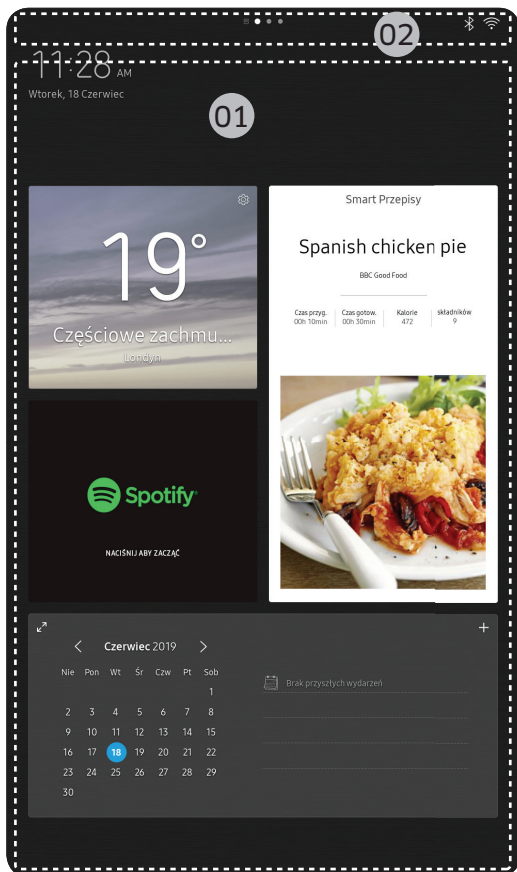 02
11:28 AM
Wtorek, 18 Czerwiec
01
19°
Częściowe zachmu...
Londyn
Smart Przepisy
Spanish chicken pie
BBC Good Food
Czas przyg. Czas gotow. Kalorie składników
00h 10min 00h 30min 472 9
Spotify
NACIŚNIJ ABY ZACZĄĆ
Czerwiec 2019
Nie Pon Wt Śr Czw Pt Sob
1
2 3 4 5 6 7 8
9 10 11 12 13 14 15
16 17 18 19 20 21 22
23 24 25 26 27 28 29
30
Brak przyszłych wydarzeń